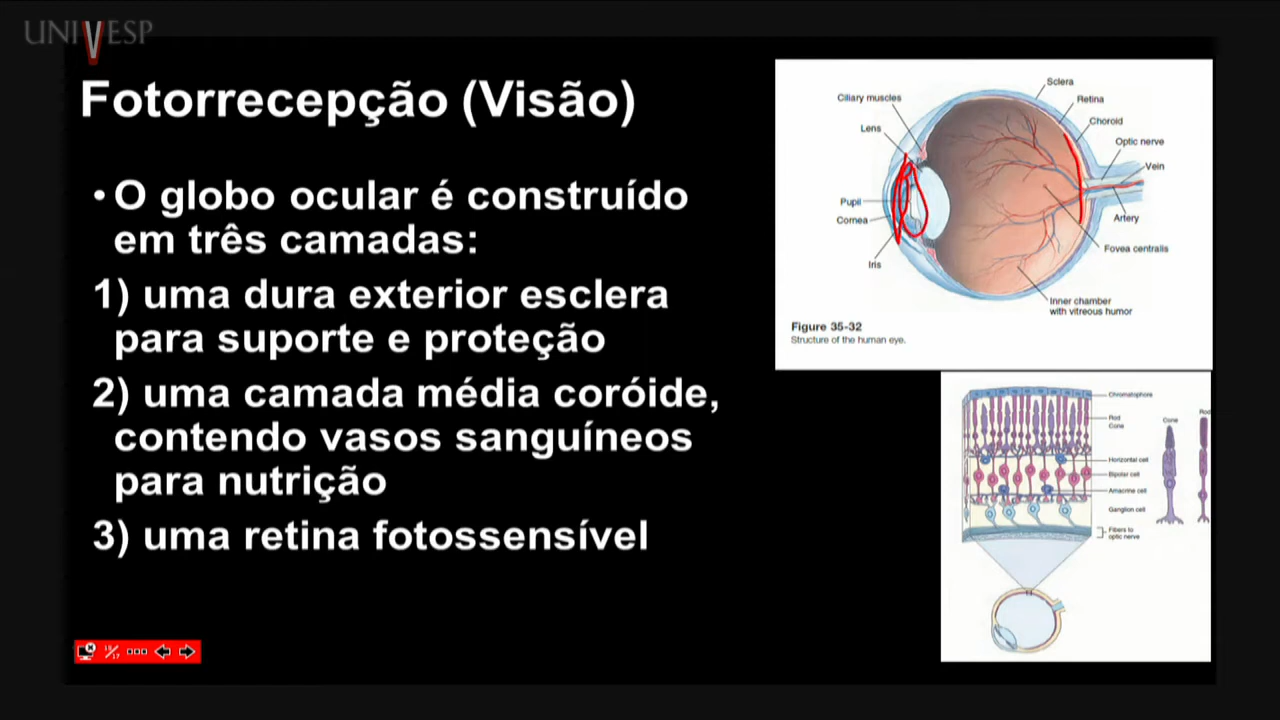 UNIVESP
Fotorrecepção (Visão)
• O globo ocular é construído
em três camadas:
1) uma dura exterior esclera
para suporte e proteção
2) uma camada média coróide,
contendo vasos sanguíneos
para nutrição
3) uma retina fotossensível
Sclera
Ciliary muscles
Retina
Choroid
Lens
Optic nerve
Vein
Pupil
Cornea
Artery
Fovea centralis
Iris
Inner chamber
with vitreous humor
Figure 35-32
Structure of the human eye.
Chromatophore
Rod
Cone
Horizontal cell
Bipolar cell
Amacrine cell
Ganglion cell
Fibers to
optic nerve
Cone
Rod